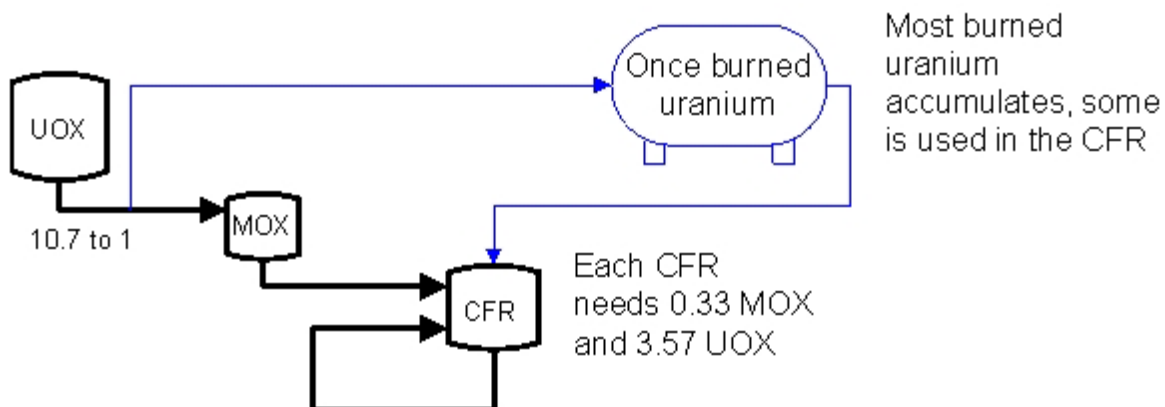 Most burned
uranium
accumulates, some
is used in the CFR
Once burned
uranium
UOX
MOX
10.7 to 1
Each CFR
needs 0.33 MOX
and 3.57 UOX
CFR